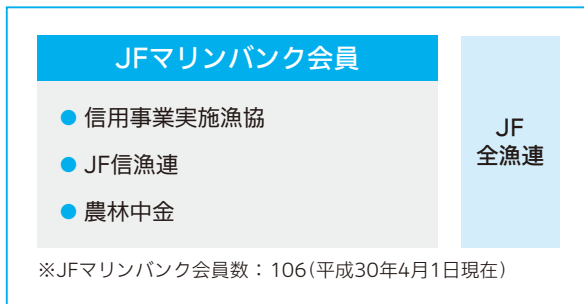 JFマリンバンク会員
● 信用事業実施漁協
● JF信漁連
● 農林中金
JF
全漁連
※JFマリンバンク会員数：106(平成30年4月1日現在)